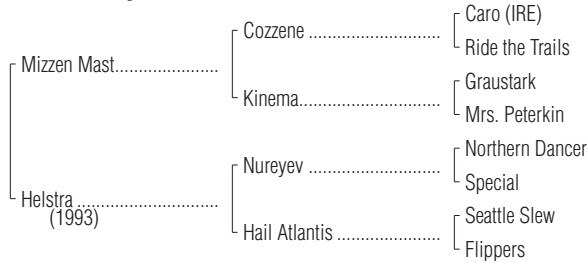 Caro (IRE)
Cozzene ........................
Ride the Trails
Mizzen Mast......................
Graustark
Kinema..........................
Mrs. Peterkin
Northern Dancer
Nureyev ........................
Special
Helstra ...........................
(1993)
Seattle Slew
Hail Atlantis ..................
Flippers